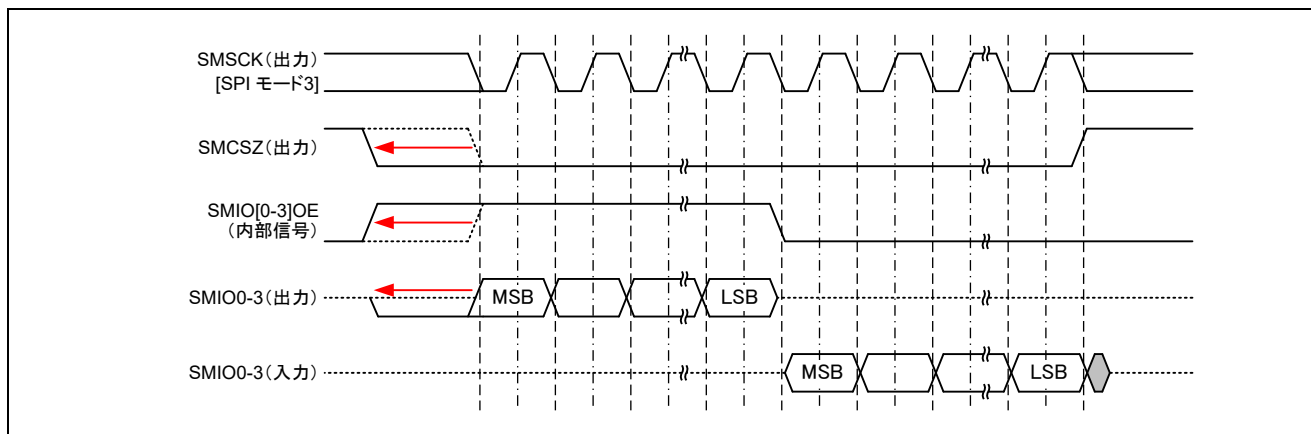 SMSCK（出力）
[SPI モード3]
SMCSZ（出力）
SMIO[0-3]OE
（内部信号）
SMIO0-3（出力）
MSB
LSB
SMIO0-3（入力）
MSB
LSB